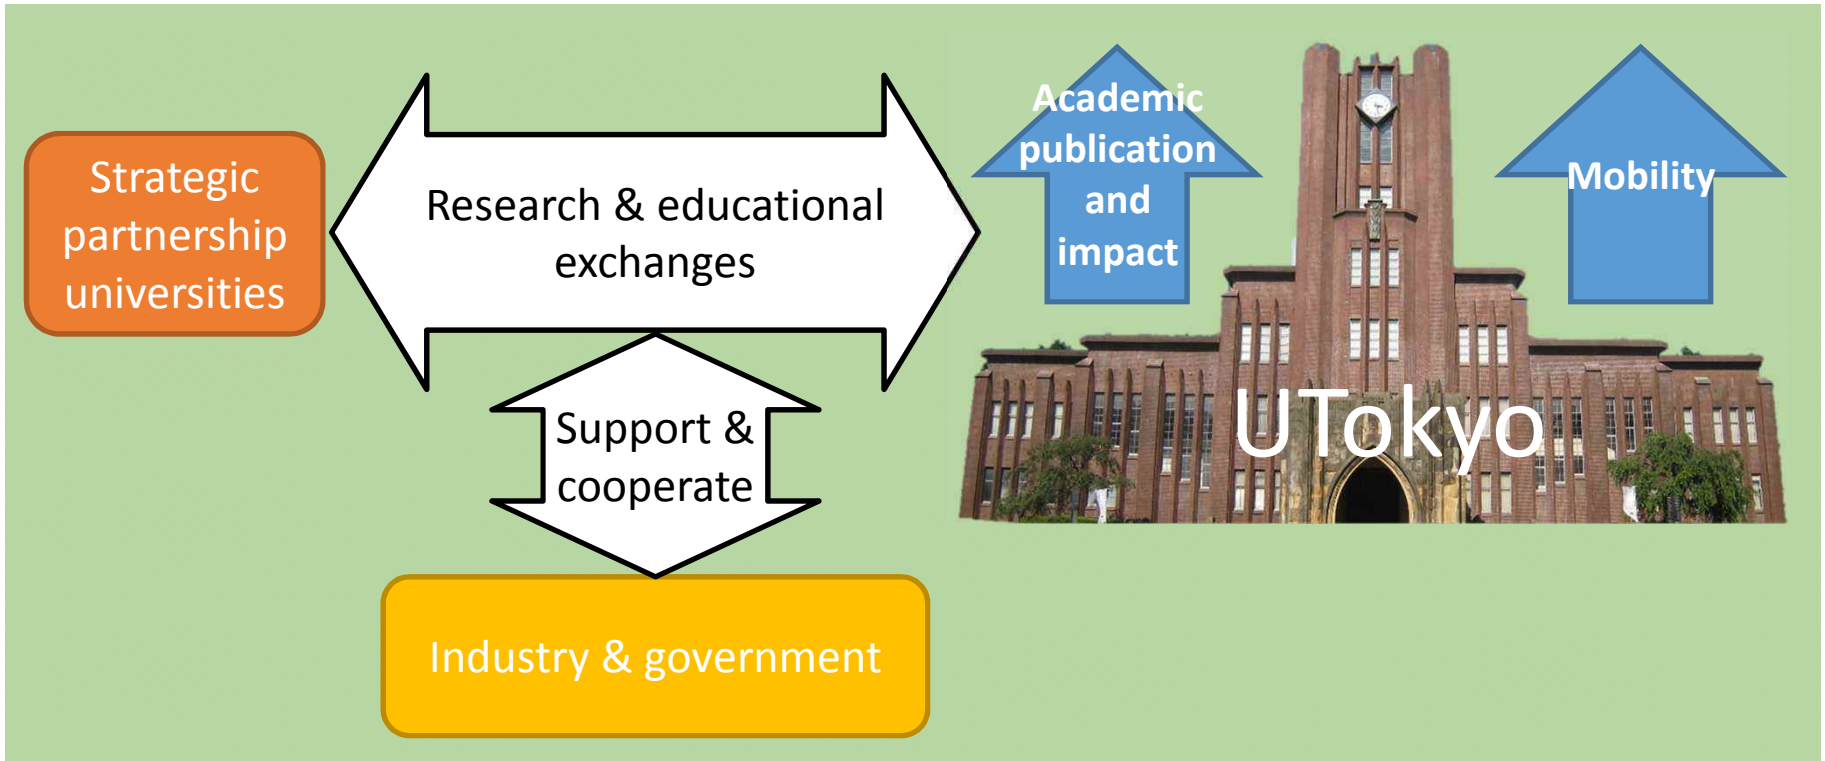 Strategic
partnership
universities
Research & educational
exchanges
Support &
cooperate
Industry & government
Academic
publication
and
impact
Mobility
UTokyo